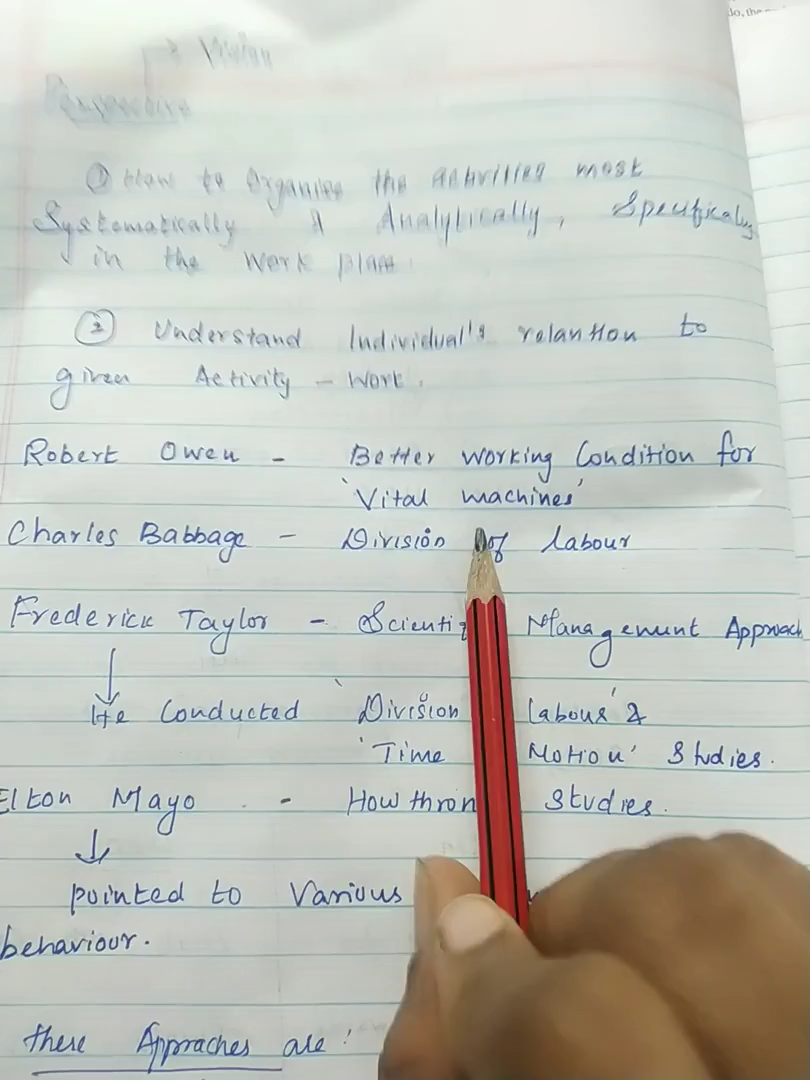 Vision
① How to Organise the activities most
Systematically & Analytically, Specifically
in the work place.
② Understand Individual's relantion to
given Activity - Work.
Robert Owen - Better working Condition for
'Vital machines'
Charles Babbage - Division of labour
Frederick Taylor - Scienti Management Approach
He Conducted 'Division Labour' &
'Time Motion' Studies.
Elton Mayo - Howthron Studies.
pointed to Various
behaviour.
these Appraches are :